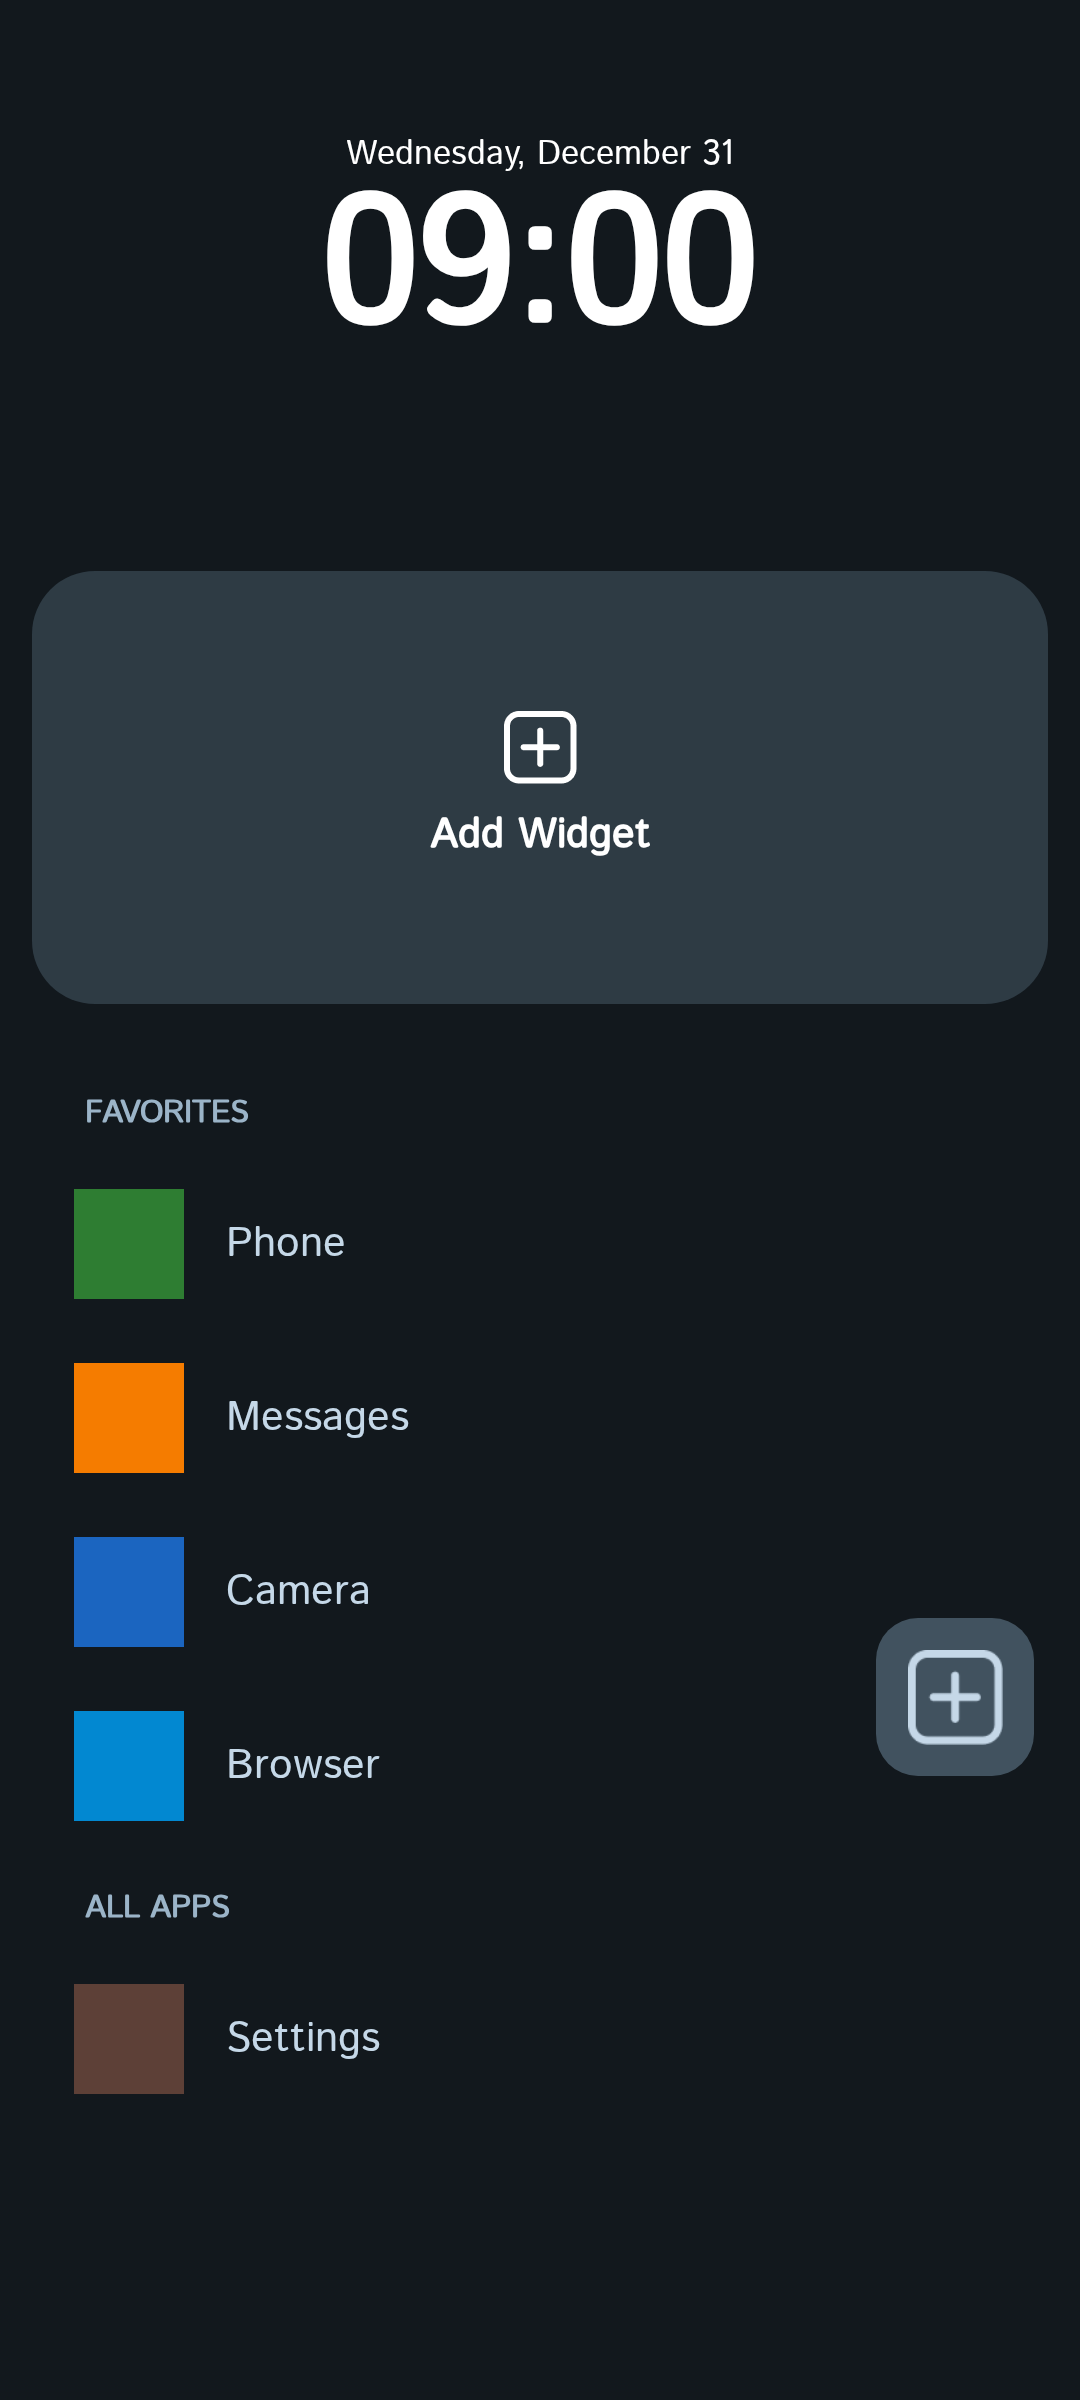 Wednesday, December 31
09:00
Add Widget
FAVORITES
Phone
Messages
Camera
Browser
ALL APPS
Settings